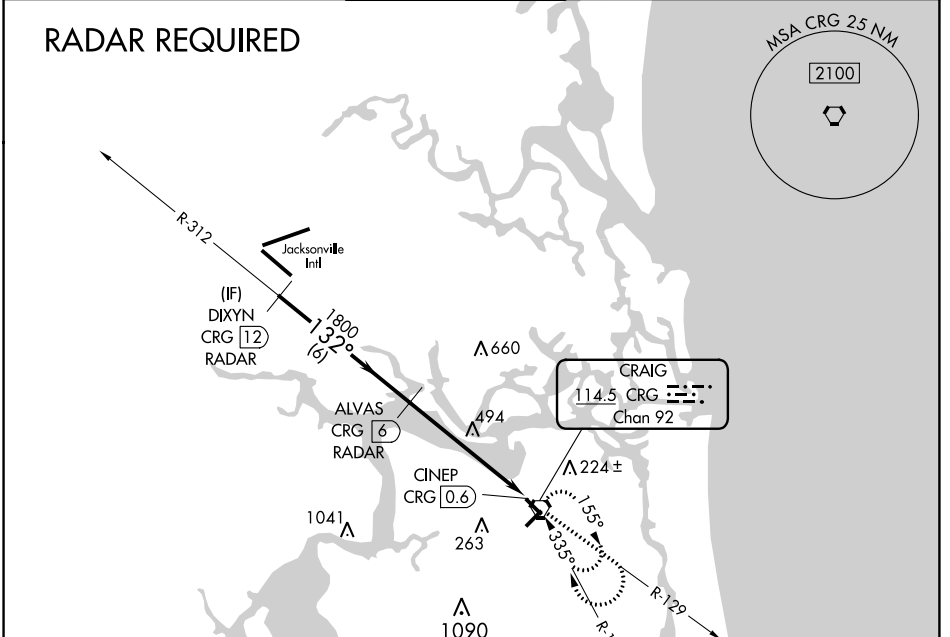 RADAR REQUIRED
MSA CRG 25 NM
2100
R-312
Jacksonville
Intl
(IF)
DIXYN
CRG 12
RADAR
1800
132°
(6)
660
CRAIG
114.5 CRG
Chan 92
ALVAS
CRG 6
RADAR
494
224 ±
CINEP
CRG 0.6
155°
1041
263
335°
R-129
1090